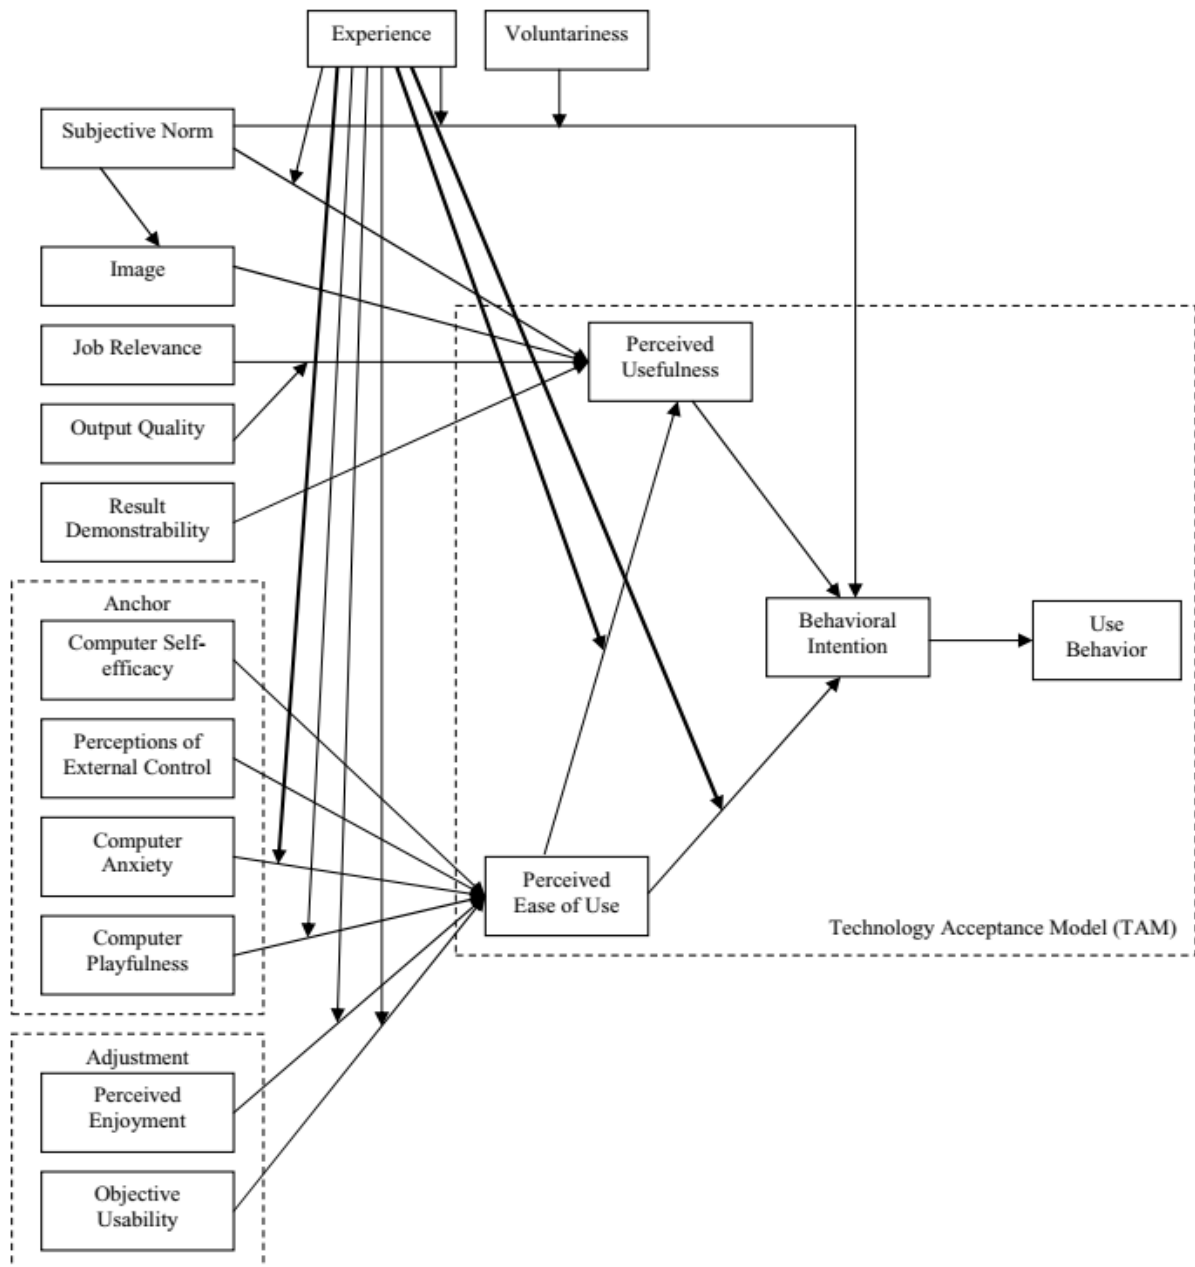 Experience
Voluntariness
Subjective Norm
Image
Job Relevance
Output Quality
Result
Demonstrability
Anchor
Computer Self-
efficacy
Perceptions of
External Control
Computer
Anxiety
Computer
Playfulness
Adjustment
Perceived
Enjoyment
Objective
Usability
Perceived
Usefulness
Perceived
Ease of Use
Behavioral
Intention
Use
Behavior
Technology Acceptance Model (TAM)